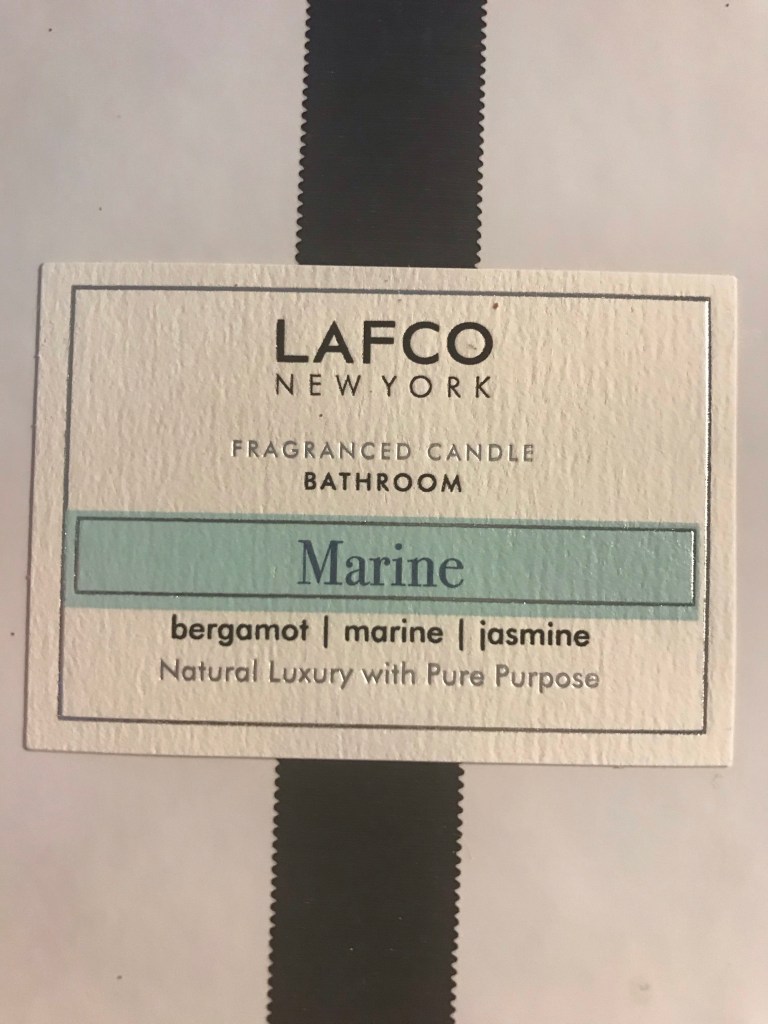 LAFCO
NEW YORK
FRAGRANCED CANDLE
BATHROOM
Marine
bergamot | marine | jasmine
Natural Luxury with Pure Purpose